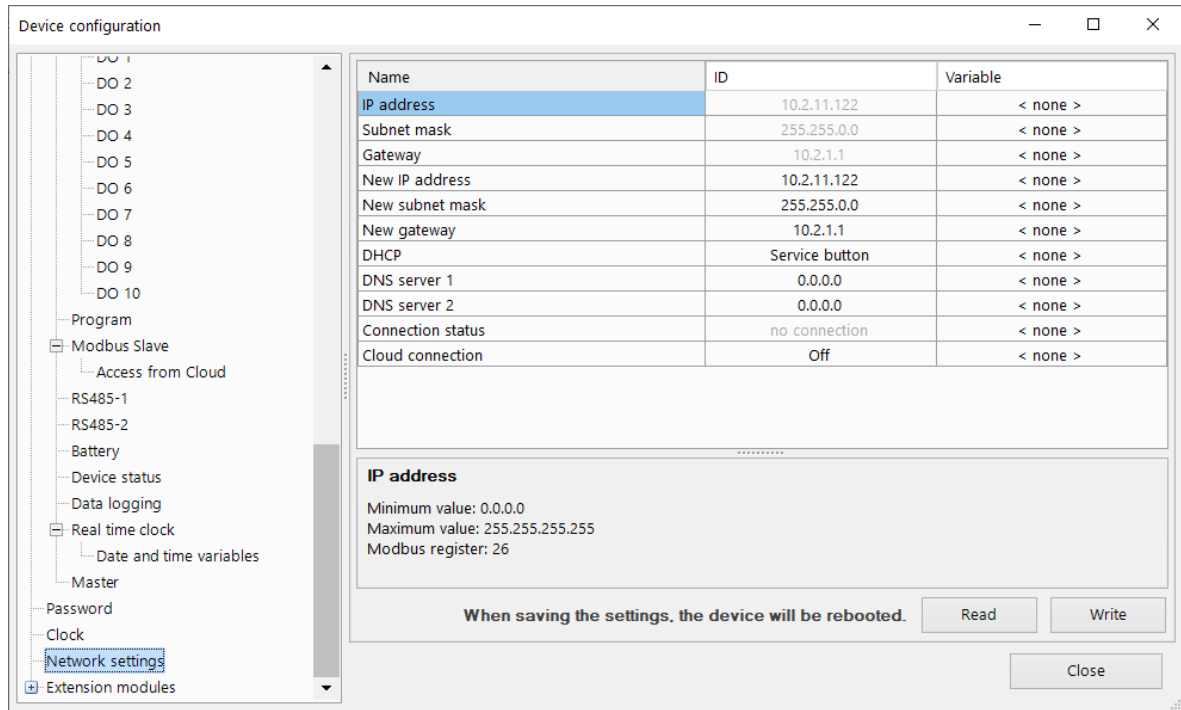 Device configuration
DO 1
DO 2
DO 3
DO 4
DO 5
DO 6
DO 7
DO 8
DO 9
DO 10
Program
Modbus Slave
Access from Cloud
RS485-1
RS485-2
Battery
Device status
Data logging
Real time clock
Date and time variables
Master
Password
Clock
Network settings
Extension modules
Name ID Variable
IP address 10.2.11.122 < none >
Subnet mask 255.255.0.0 < none >
Gateway 10.2.1.1 < none >
New IP address 10.2.11.122 < none >
New subnet mask 255.255.0.0 < none >
New gateway 10.2.1.1 < none >
DHCP Service button < none >
DNS server 1 0.0.0.0 < none >
DNS server 2 0.0.0.0 < none >
Connection status no connection < none >
Cloud connection Off < none >
IP address
Minimum value: 0.0.0.0
Maximum value: 255.255.255.255
Modbus register: 26
When saving the settings, the device will be rebooted. Read Write
Close